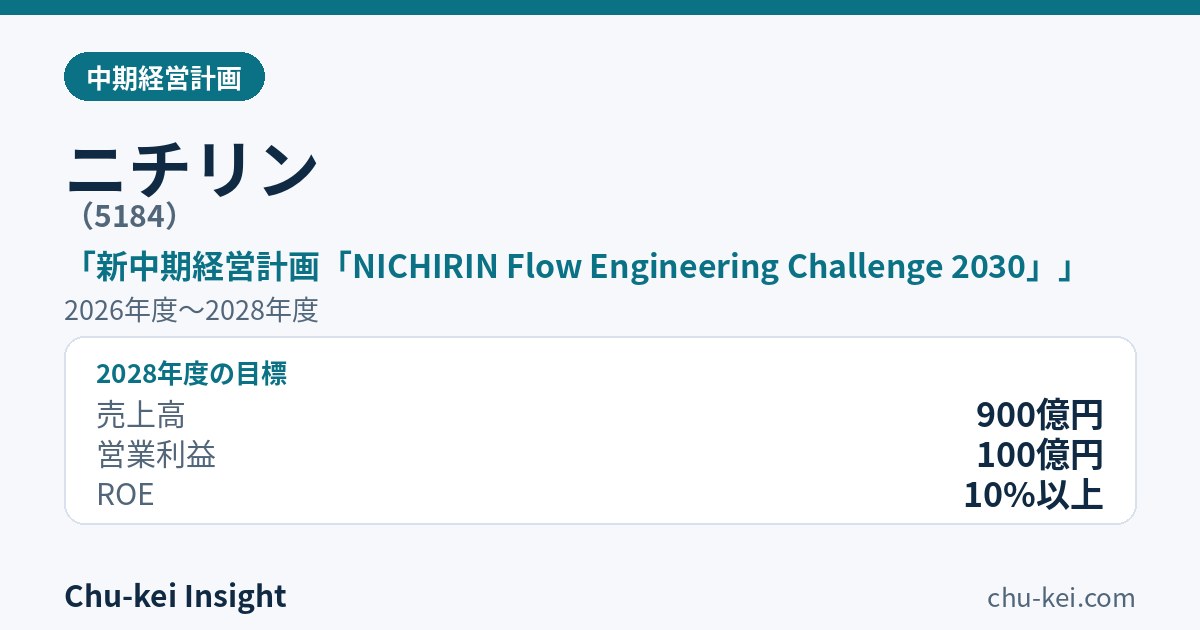 中期経営計画
ニチリン
（5184）
「新中期経営計画「NICHIRIN Flow Engineering Challenge 2030」」
2026年度～2028年度
2028年度の目標
売上高 900億円
営業利益 100億円
ROE 10%以上
Chu-kei Insight chu-kei.com